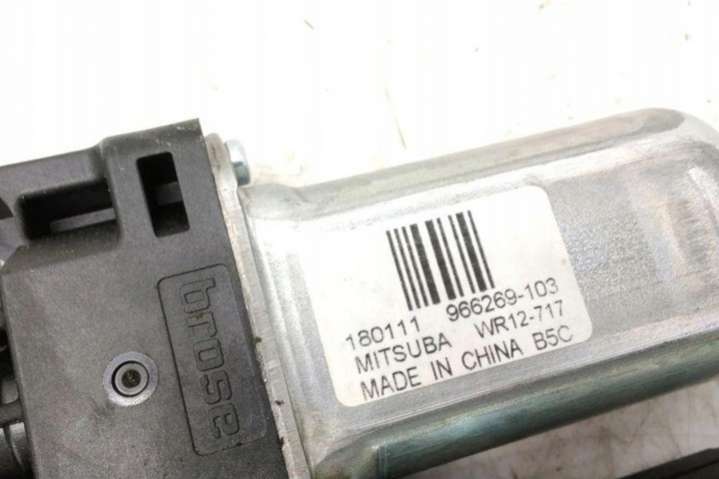 brose
180111 966269-103
MITSUBA WR12-717
MADE IN CHINA B5C